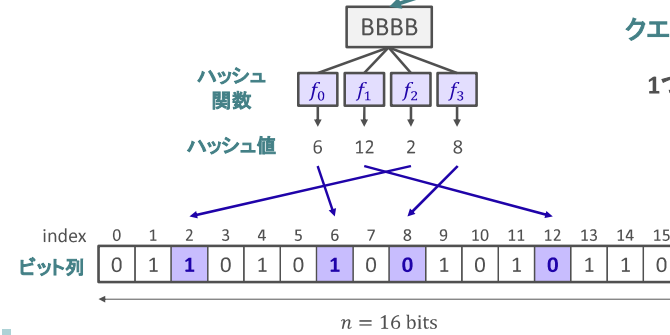 BBBB
クエ
1つ
ハッシュ
関数
f₀ f₁ f₂ f₃
ハッシュ値 6 12 2 8
index 0 1 2 3 4 5 6 7 8 9 10 11 12 13 14 15
ビット列 0 1 1 0 1 0 1 0 0 1 0 1 0 1 1 0
n = 16 bits